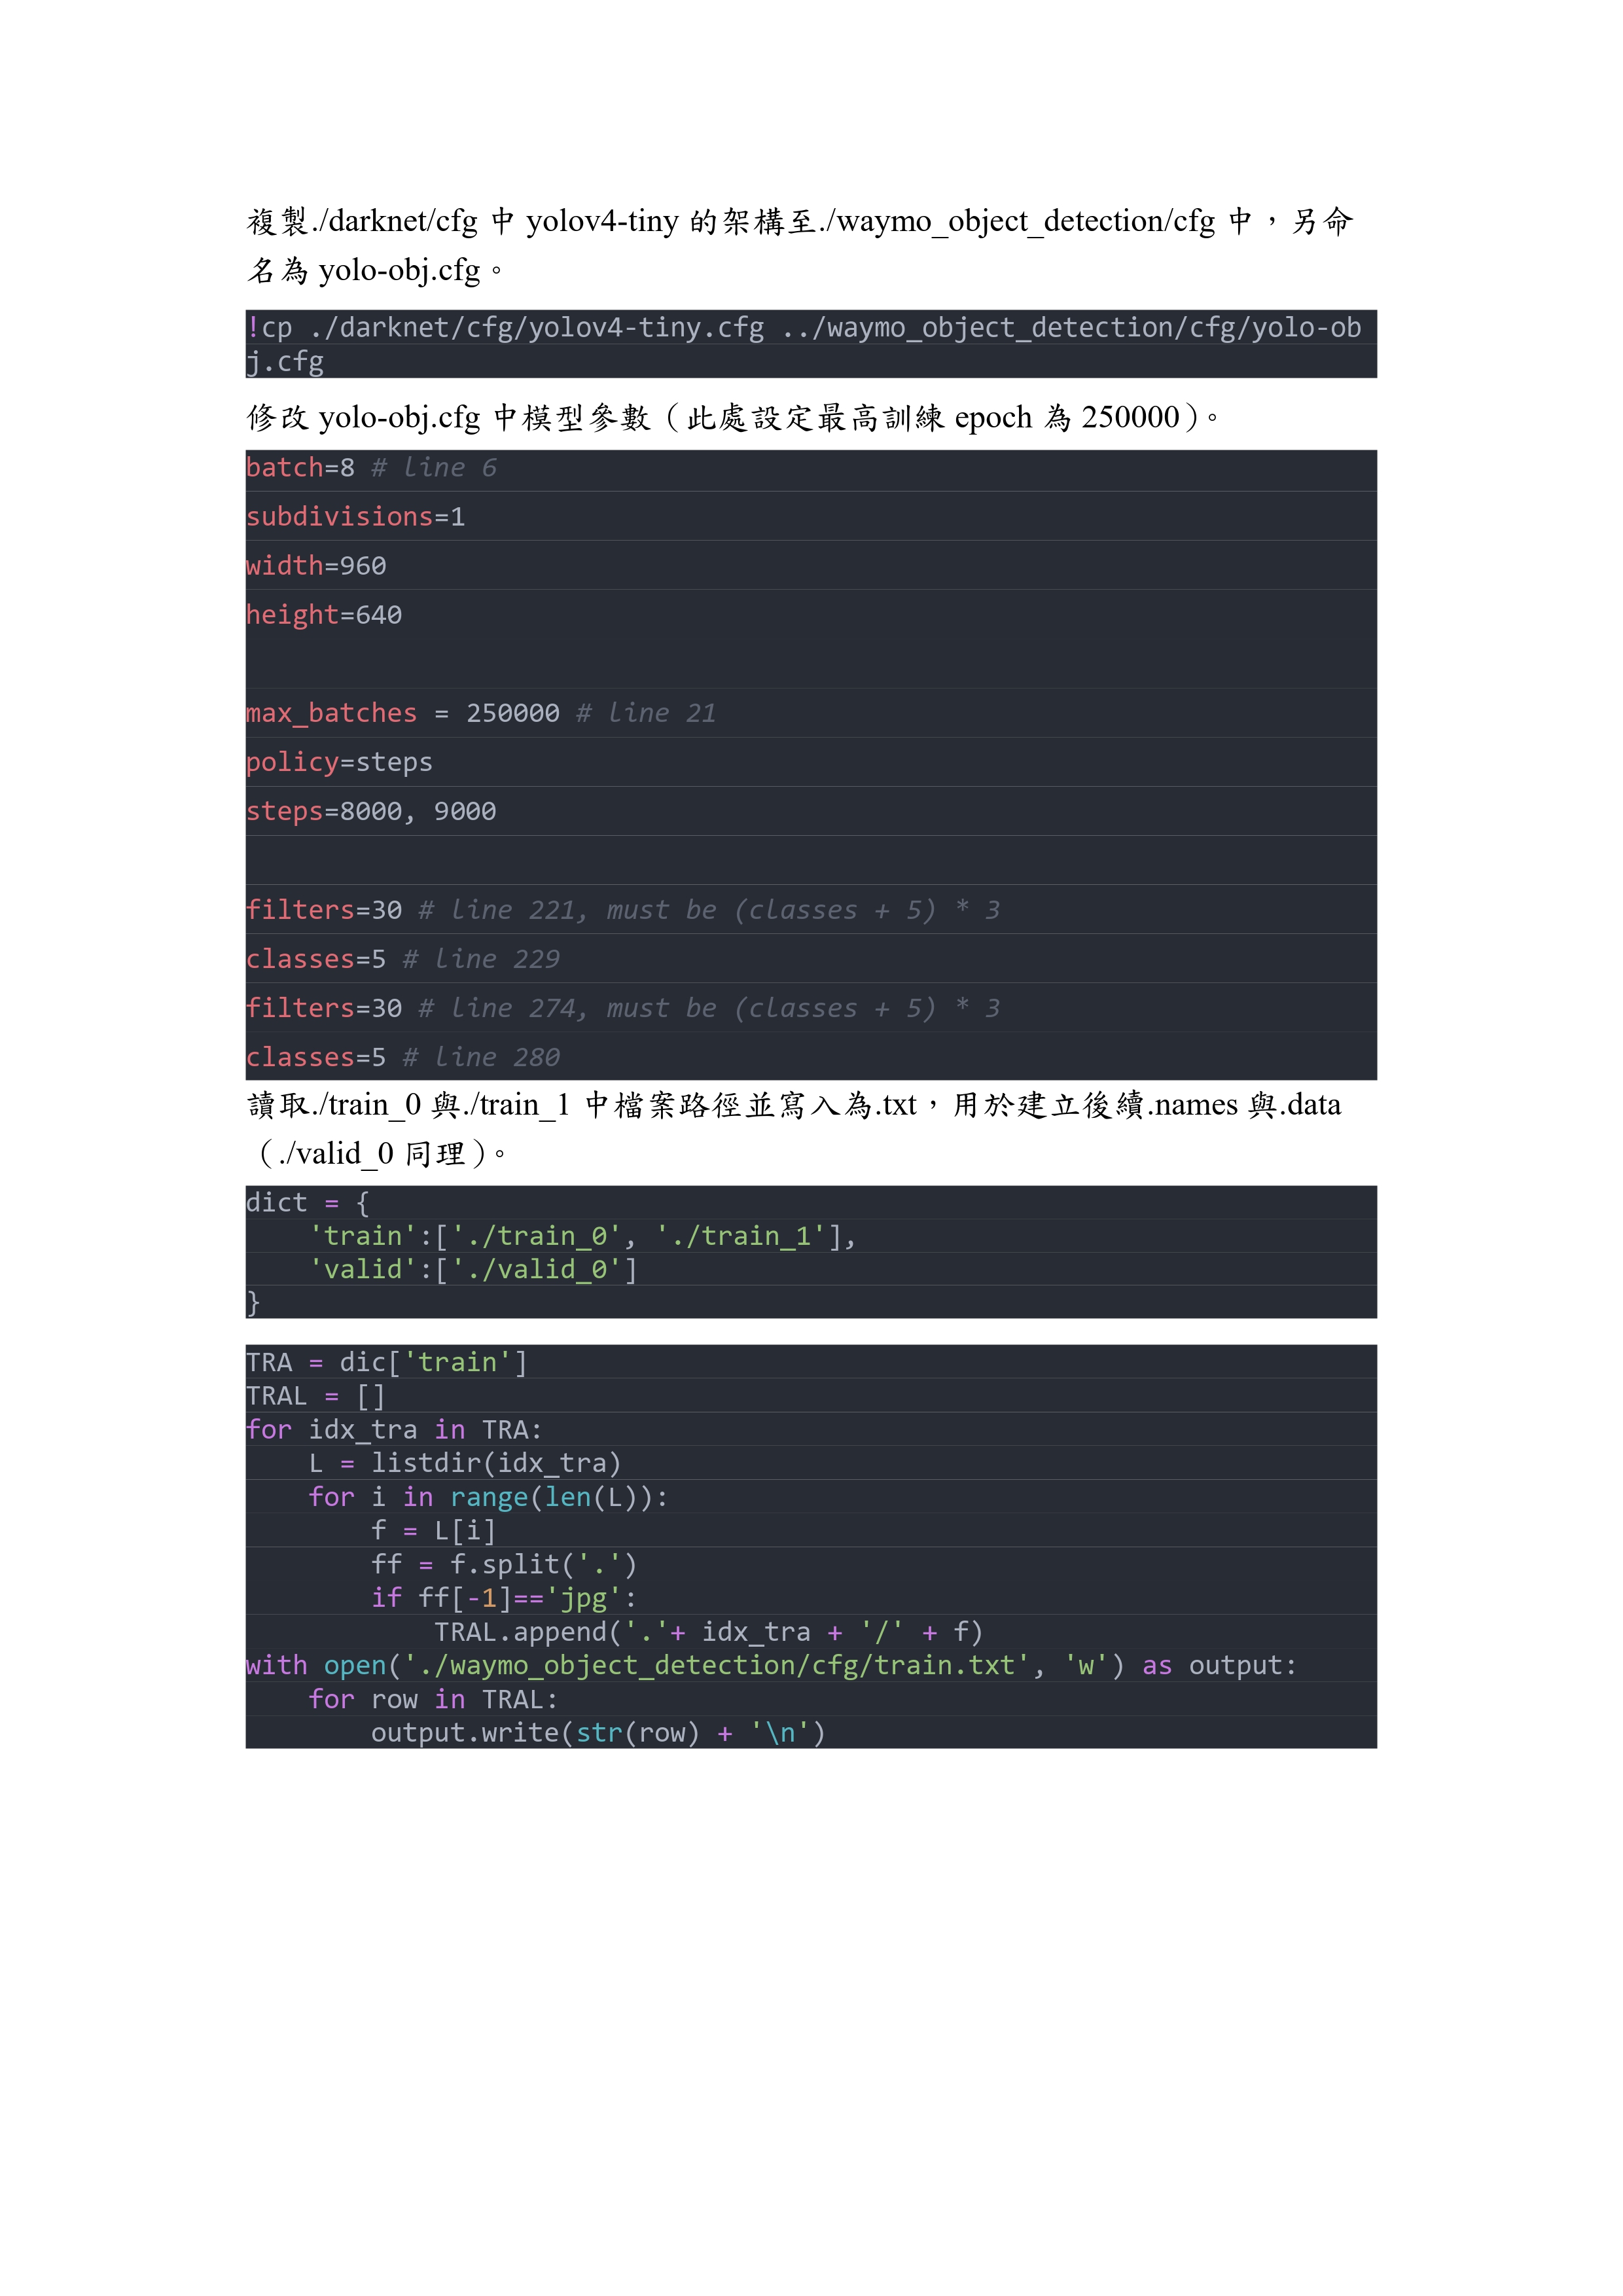 複製./darknet/cfg 中 yolov4-tiny 的架構至./waymo_object_detection/cfg 中，另命
名為 yolo-obj.cfg。
!cp ./darknet/cfg/yolov4-tiny.cfg ../waymo_object_detection/cfg/yolo-ob
j.cfg
修改 yolo-obj.cfg 中模型參數（此處設定最高訓練 epoch 為 250000）。
batch=8 # line 6
subdivisions=1
width=960
height=640
max_batches = 250000 # line 21
policy=steps
steps=8000, 9000
filters=30 # line 221, must be (classes + 5) * 3
classes=5 # line 229
filters=30 # line 274, must be (classes + 5) * 3
classes=5 # line 280
讀取./train_0 與./train_1 中檔案路徑並寫入為.txt，用於建立後續.names 與.data
（./valid_0 同理）。
dict = {
    'train':['./train_0', './train_1'],
    'valid':['./valid_0']
}
TRA = dic['train']
TRAL = []
for idx_tra in TRA:
    L = listdir(idx_tra)
    for i in range(len(L)):
        f = L[i]
        ff = f.split('.')
        if ff[-1]=='jpg':
            TRAL.append('.'+ idx_tra + '/' + f)
with open('./waymo_object_detection/cfg/train.txt', 'w') as output:
    for row in TRAL:
        output.write(str(row) + '\n')